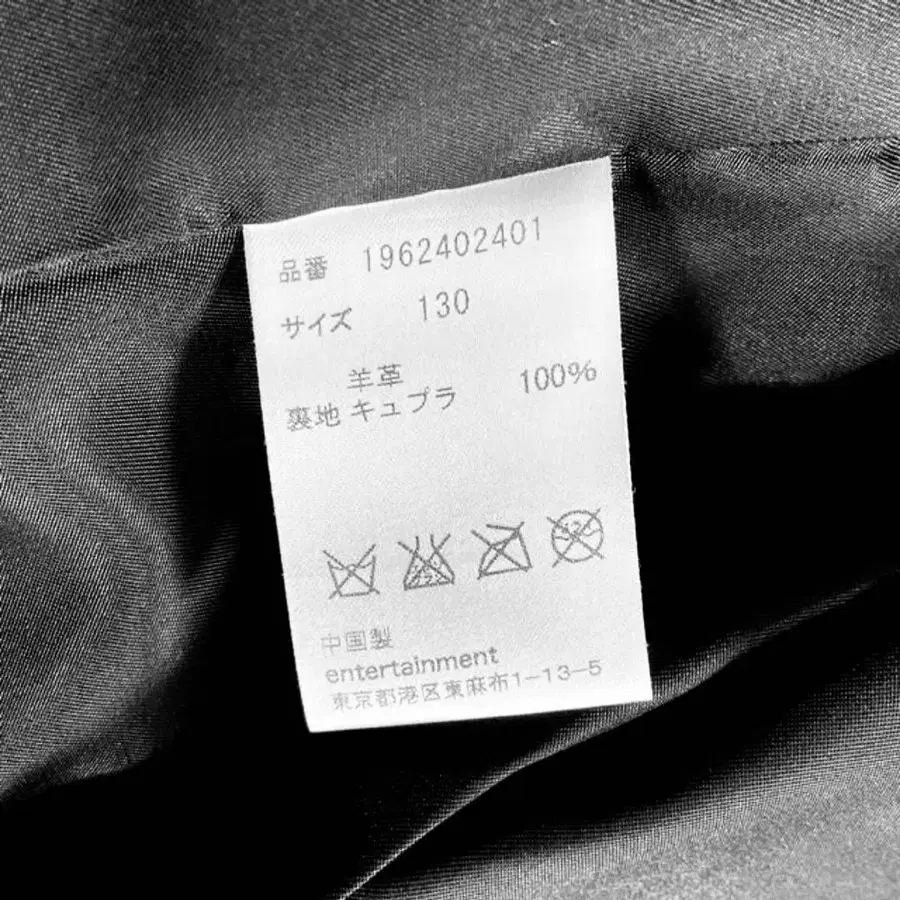 品番 1962402401
サイズ 130
羊革
裏地 キュプラ 100%
中国製
entertainment
東京都港区東麻布1-13-5